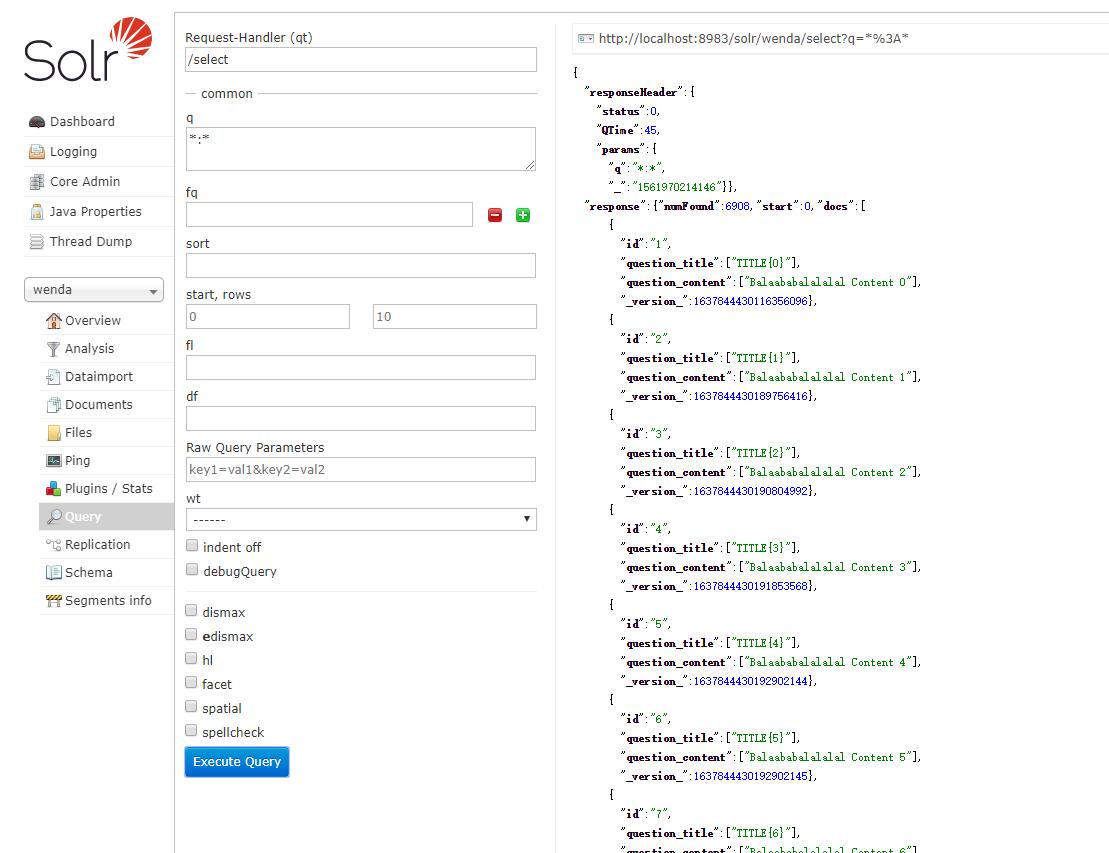 Solr
Dashboard
Logging
Core Admin
Java Properties
Thread Dump
wenda
Overview
Analysis
Dataimport
Documents
Files
Ping
Plugins / Stats
Query
Replication
Schema
Segments info
Request-Handler (qt)
/select
common
q
*:*
fq
sort
start, rows
0 10
fl
df
Raw Query Parameters
key1=val1&key2=val2
wt
------
indent off
debugQuery
dismax
edismax
hl
facet
spatial
spellcheck
Execute Query
http://localhost:8983/solr/wenda/select?q=*%3A*
{
"responseHeader":{
"status":0,
"QTime":45,
"params":{
"q":"*:*",
"_":"1561970214146"}},
"response":{"numFound":6908,"start":0,"docs":[
{
"id":"1",
"question_title":["TITLE{0}"],
"question_content":["Balaababalalalal Content 0"],
"_version_":1637844430116356096},
{
"id":"2",
"question_title":["TITLE{1}"],
"question_content":["Balaababalalalal Content 1"],
"_version_":1637844430189756416},
{
"id":"3",
"question_title":["TITLE{2}"],
"question_content":["Balaababalalalal Content 2"],
"_version_":1637844430190804992},
{
"id":"4",
"question_title":["TITLE{3}"],
"question_content":["Balaababalalalal Content 3"],
"_version_":1637844430191853568},
{
"id":"5",
"question_title":["TITLE{4}"],
"question_content":["Balaababalalalal Content 4"],
"_version_":1637844430192902144},
{
"id":"6",
"question_title":["TITLE{5}"],
"question_content":["Balaababalalalal Content 5"],
"_version_":1637844430192902145},
{
"id":"7",
"question_title":["TITLE{6}"],
"question_content":["Balaababalalalal Content 6"],